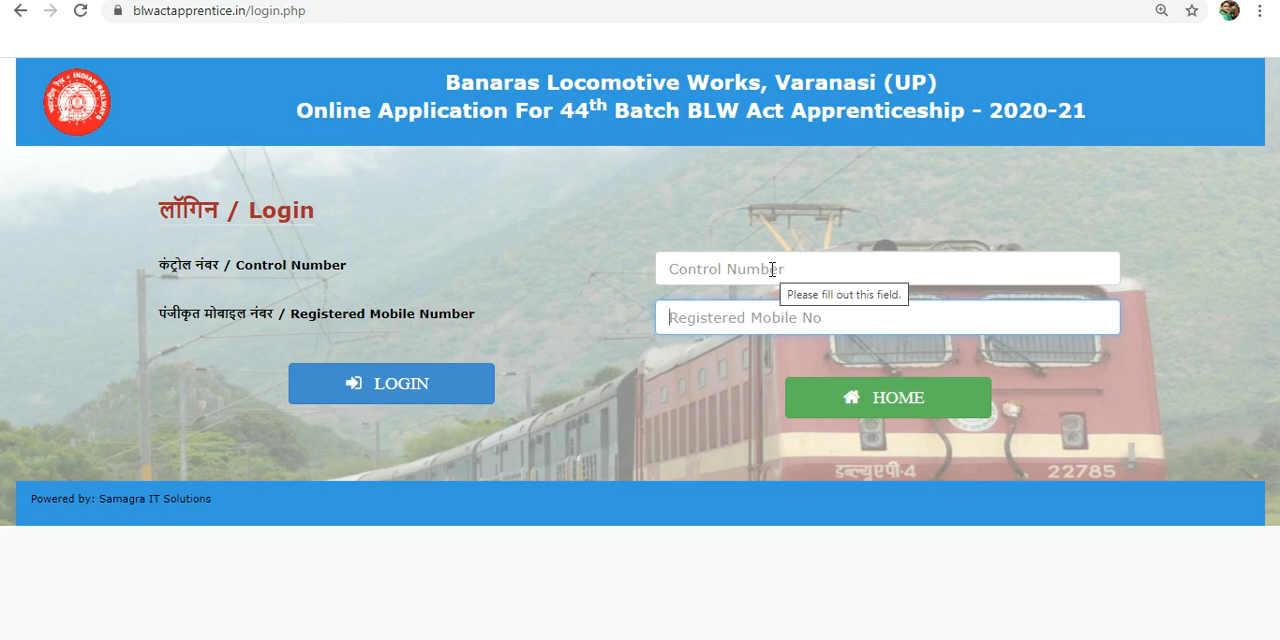 blwactapprentice.in/login.php
INDIAN RAILWAYS
Banaras Locomotive Works, Varanasi (UP)
Online Application For 44th Batch BLW Act Apprenticeship - 2020-21
लॉगिन / Login
कंट्रोल नंबर / Control Number
Control Number
Please fill out this field.
पंजीकृत मोबाइल नंबर / Registered Mobile Number
Registered Mobile No
LOGIN
HOME
डब्ल्यूएपी-4
22785
Powered by: Samagra IT Solutions